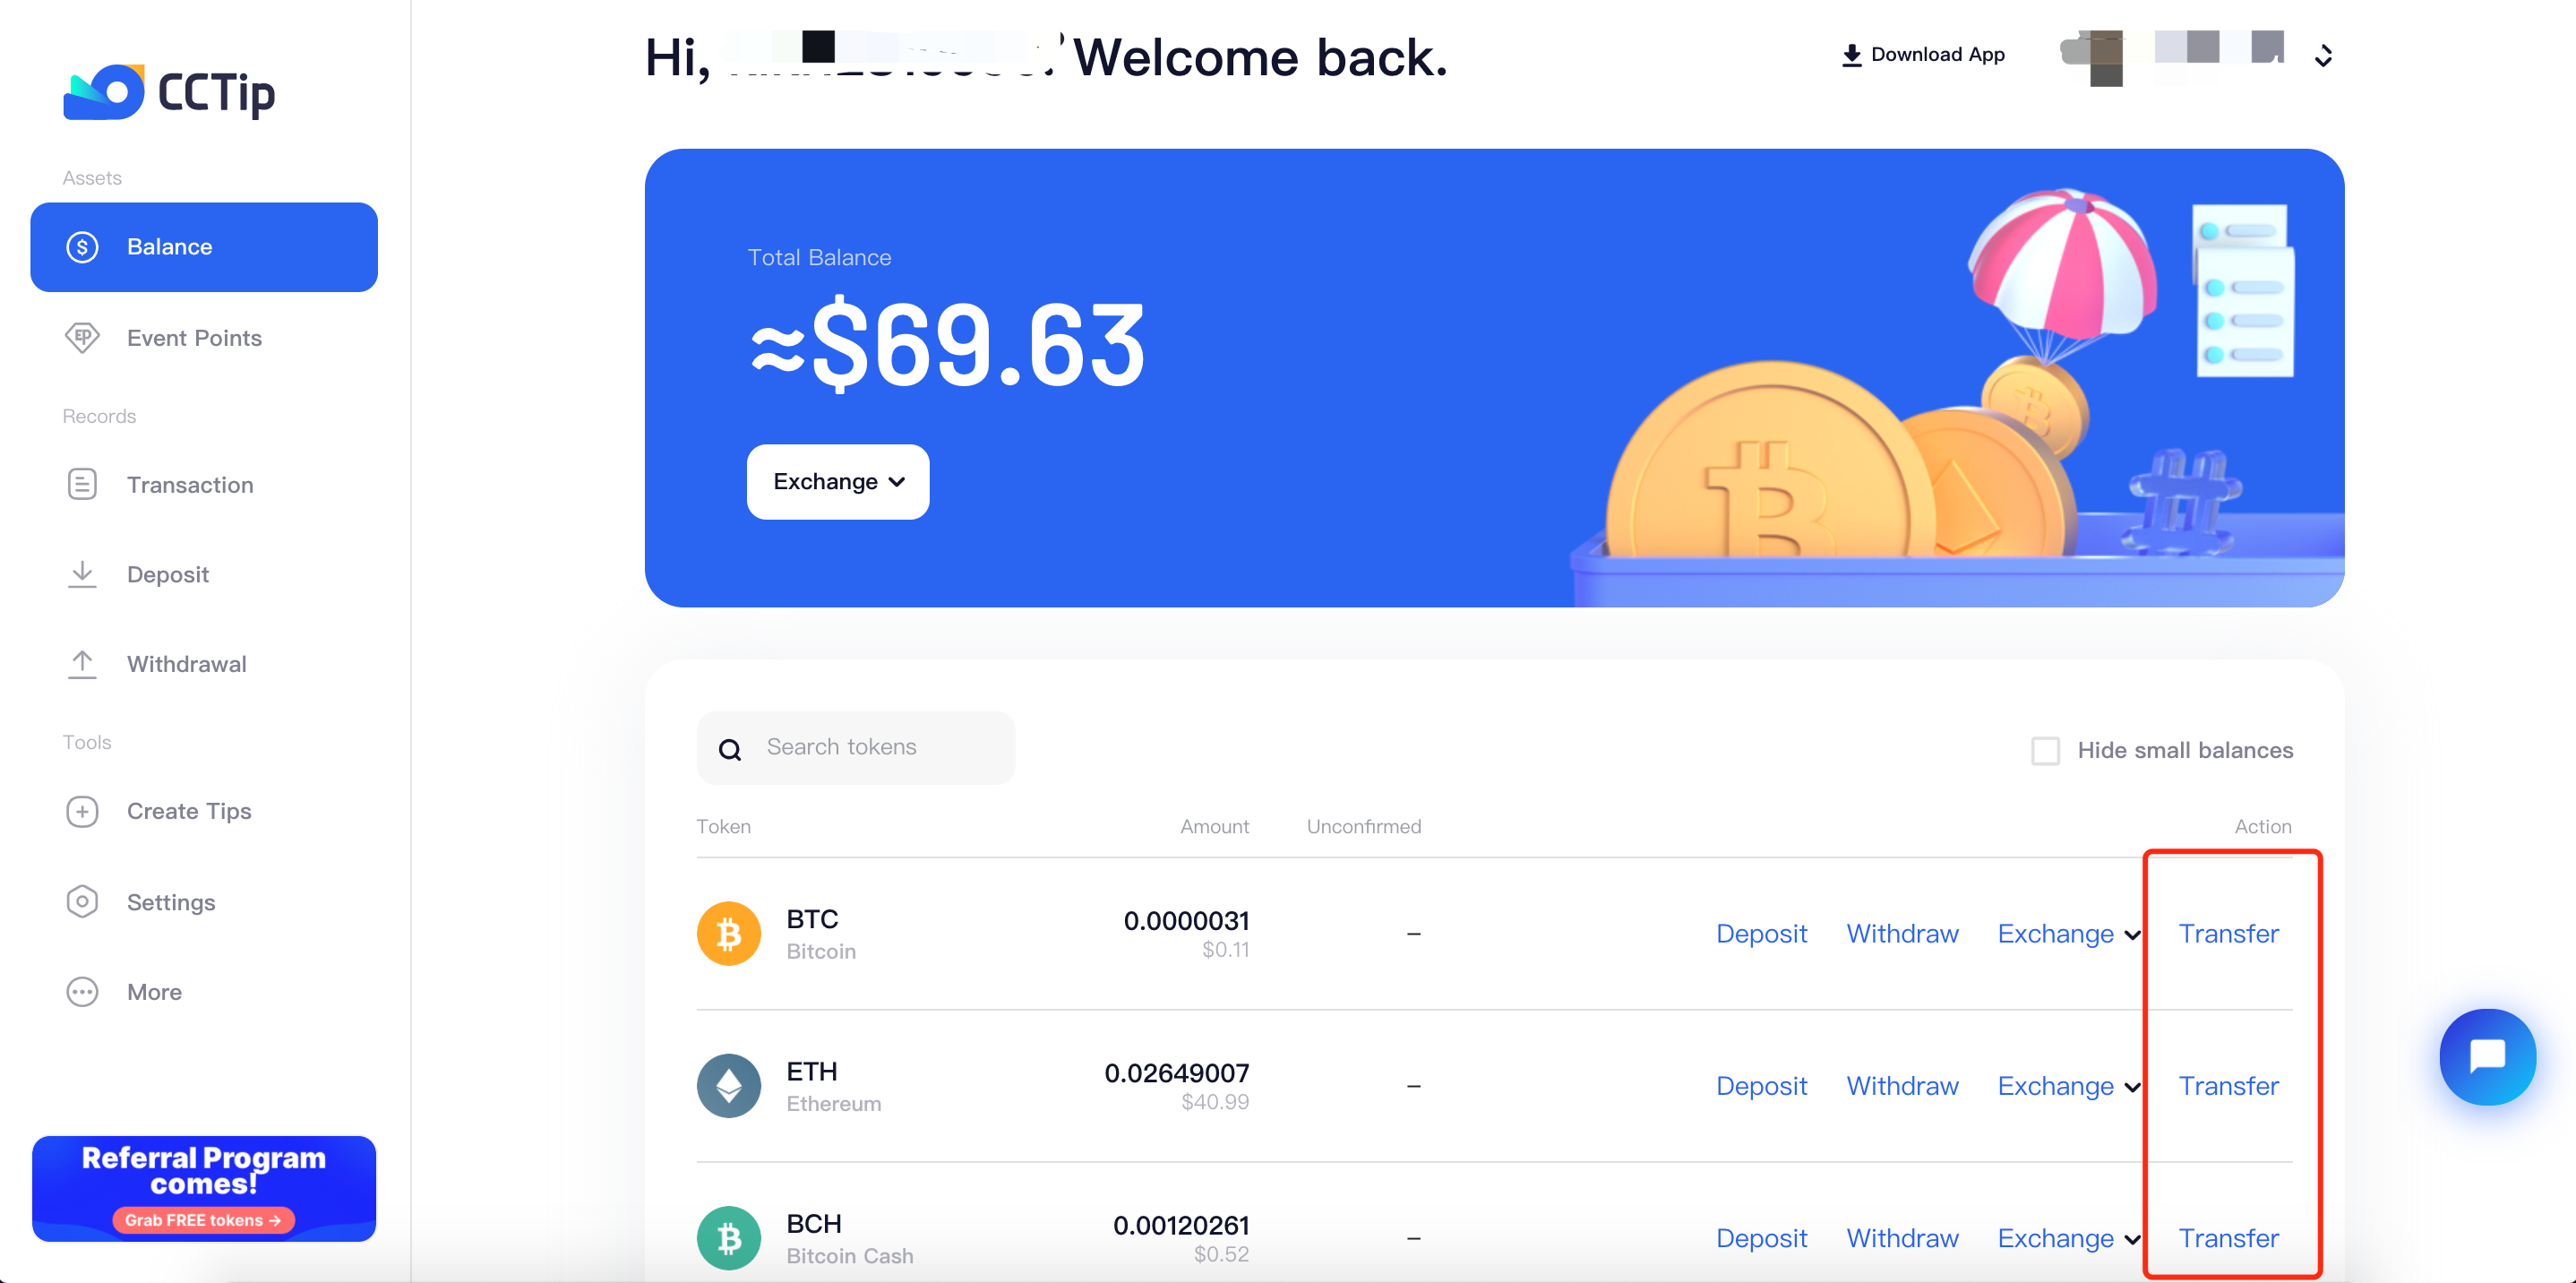 CCTip
Assets
Balance
Event Points
Records
Transaction
Deposit
Withdrawal
Tools
Create Tips
Settings
More
Referral Program
comes!
Grab FREE tokens →
Hi, Welcome back.
Download App
Total Balance
≈$69.63
Exchange
Search tokens
Hide small balances
Token Amount Unconfirmed Action
BTC 0.0000031 – Deposit Withdraw Exchange Transfer
Bitcoin $0.11
ETH 0.02649007 – Deposit Withdraw Exchange Transfer
Ethereum $40.99
BCH 0.00120261 – Deposit Withdraw Exchange Transfer
Bitcoin Cash $0.52